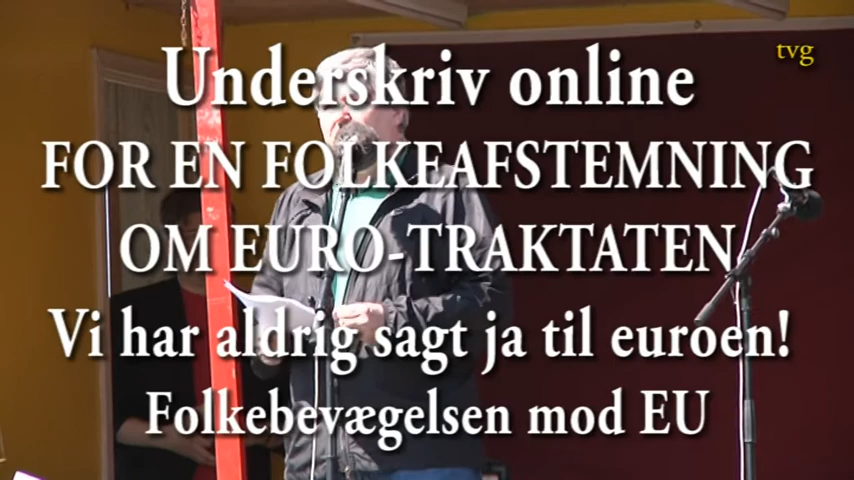 tvg
Underskriv online
FOR EN FOLKEAFSTEMNING
OM EURO-TRAKTATEN
Vi har aldrig sagt ja til euroen!
Folkebevægelsen mod EU